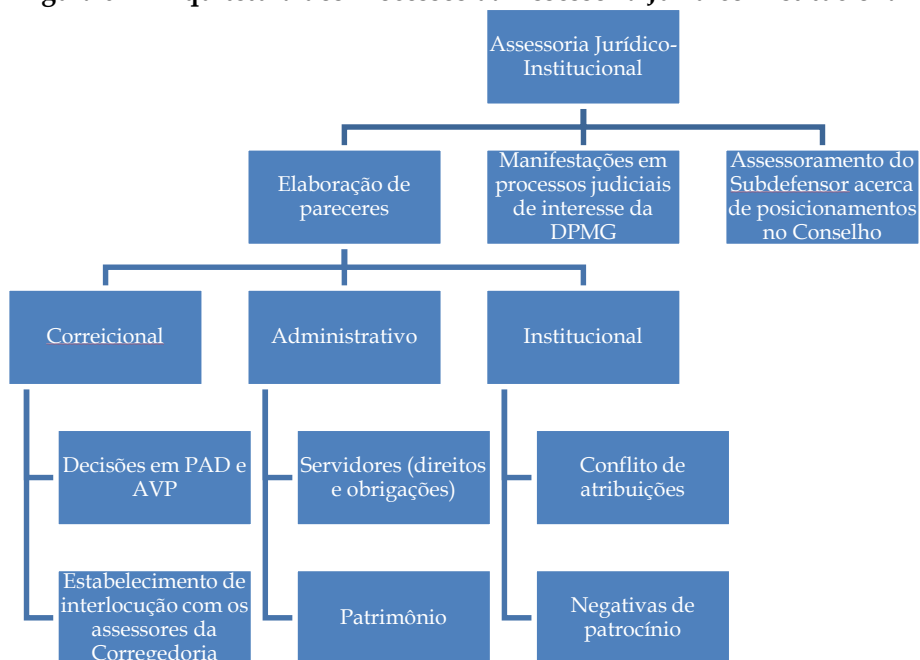 Assessoria Jurídico-
Institucional
Elaboração de
pareceres
Manifestações em
processos judiciais
de interesse da
DPMG
Assessoramento do
Subdefensor acerca
de posicionamentos
no Conselho
Correicional
Administrativo
Institucional
Decisões em PAD e
AVP
Servidores (direitos
e obrigações)
Conflito de
atribuições
Estabelecimento de
interlocução com os
assessores da
Corregedoria
Patrimônio
Negativas de
patrocínio